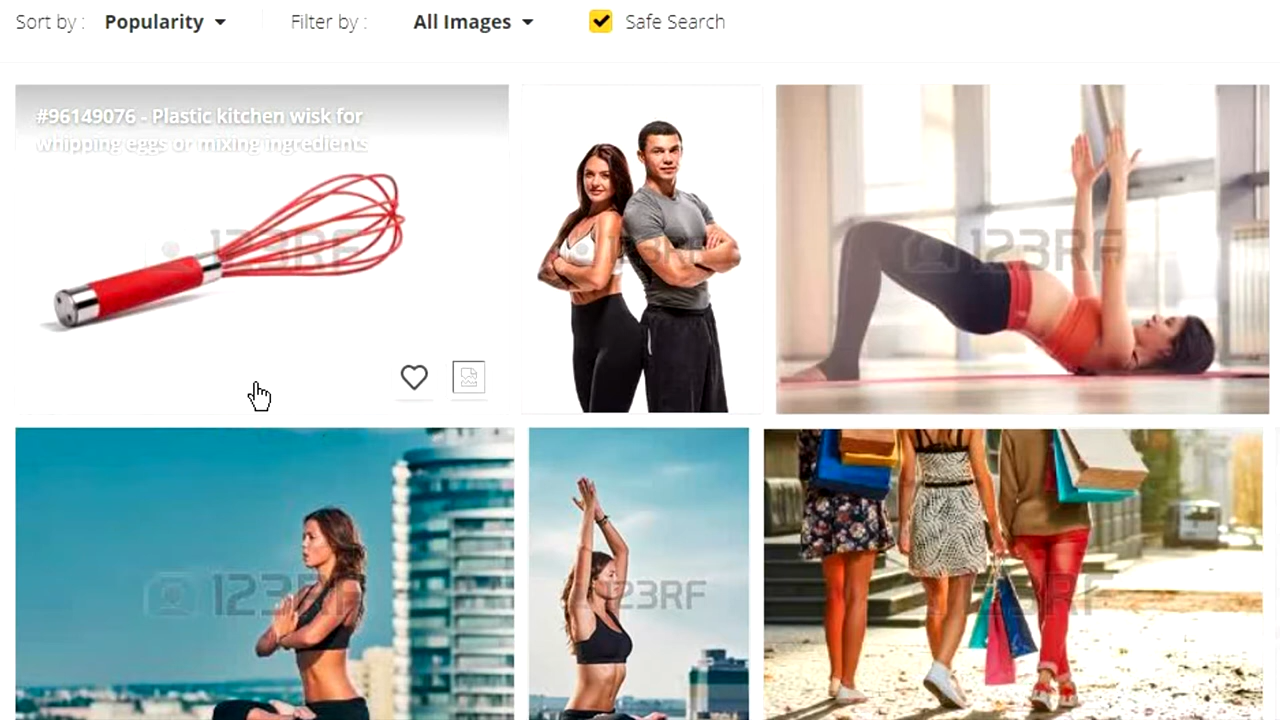 Sort by : Popularity Filter by : All Images Safe Search
#96149076 - Plastic kitchen wisk for
whipping eggs or mixing ingredients
123RF
123RF
123RF
123RF
123RF
123RF